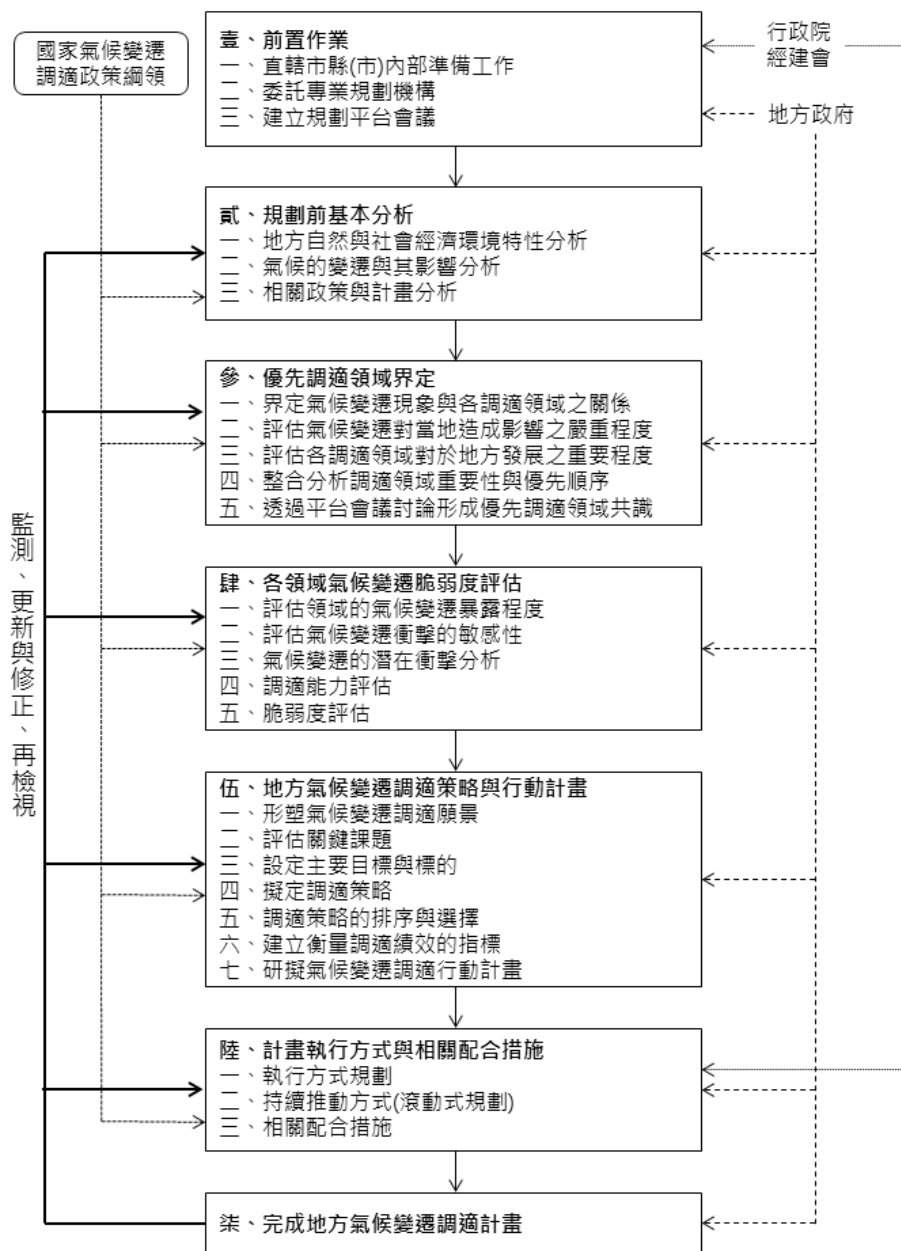 國家氣候變遷
調適政策綱領
壹、前置作業
一、直轄市縣(市)內部準備工作
二、委託專業規劃機構
三、建立規劃平台會議
行政院
經建會
地方政府
貳、規劃前基本分析
一、地方自然與社會經濟環境特性分析
二、氣候的變遷與其影響分析
三、相關政策與計畫分析
參、優先調適領域界定
一、界定氣候變遷現象與各調適領域之關係
二、評估氣候變遷對當地造成影響之嚴重程度
三、評估各調適領域對於地方發展之重要程度
四、整合分析調適領域重要性與優先順序
五、透過平台會議討論形成優先調適領域共識
監測、更新與修正、再檢視
肆、各領域氣候變遷脆弱度評估
一、評估領域的氣候變遷暴露程度
二、評估氣候變遷衝擊的敏感性
三、氣候變遷的潛在衝擊分析
四、調適能力評估
五、脆弱度評估
伍、地方氣候變遷調適策略與行動計畫
一、形塑氣候變遷調適願景
二、評估關鍵課題
三、設定主要目標與標的
四、擬定調適策略
五、調適策略的排序與選擇
六、建立衡量調適績效的指標
七、研擬氣候變遷調適行動計畫
陸、計畫執行方式與相關配合措施
一、執行方式規劃
二、持續推動方式(滾動式規劃)
三、相關配合措施
柒、完成地方氣候變遷調適計畫